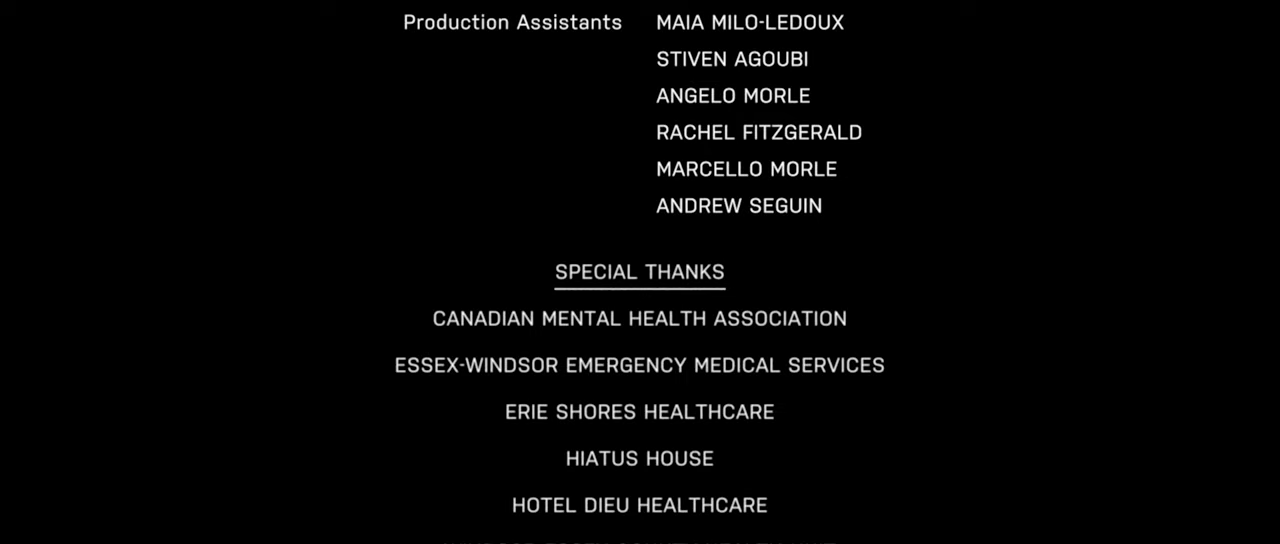 Production Assistants MAIA MILO-LEDOUX
STIVEN AGOUBI
ANGELO MORLE
RACHEL FITZGERALD
MARCELLO MORLE
ANDREW SEGUIN
SPECIAL THANKS
CANADIAN MENTAL HEALTH ASSOCIATION
ESSEX-WINDSOR EMERGENCY MEDICAL SERVICES
ERIE SHORES HEALTHCARE
HIATUS HOUSE
HOTEL DIEU HEALTHCARE